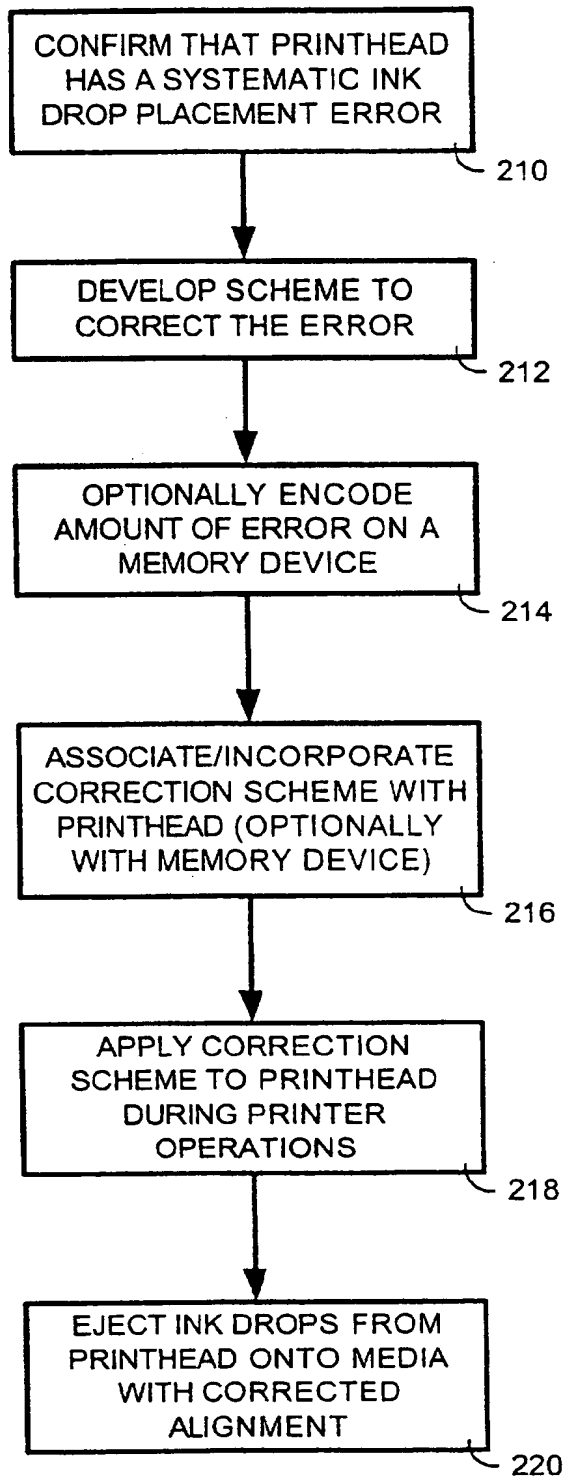 CONFIRM THAT PRINTHEAD
HAS A SYSTEMATIC INK
DROP PLACEMENT ERROR
210
DEVELOP SCHEME TO
CORRECT THE ERROR
212
OPTIONALLY ENCODE
AMOUNT OF ERROR ON A
MEMORY DEVICE
214
ASSOCIATE/INCORPORATE
CORRECTION SCHEME WITH
PRINTHEAD (OPTIONALLY
WITH MEMORY DEVICE)
216
APPLY CORRECTION
SCHEME TO PRINTHEAD
DURING PRINTER
OPERATIONS
218
EJECT INK DROPS FROM
PRINTHEAD ONTO MEDIA
WITH CORRECTED
ALIGNMENT
220